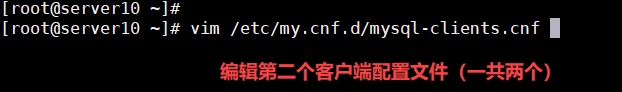 [root@server10 ~]#
[root@server10 ~]# vim /etc/my.cnf.d/mysql-clients.cnf
编辑第二个客户端配置文件（一共两个）